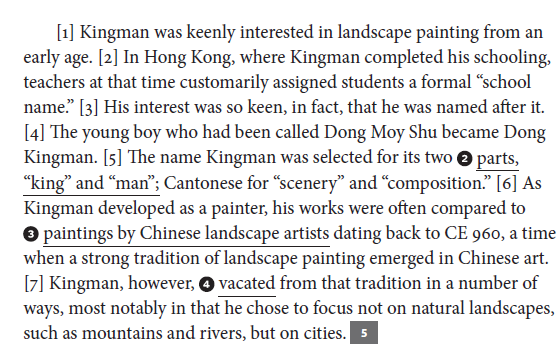 [1] Kingman was keenly interested in landscape painting from an
early age. [2] In Hong Kong, where Kingman completed his schooling,
teachers at that time customarily assigned students a formal “school
name.” [3] His interest was so keen, in fact, that he was named after it.
[4] The young boy who had been called Dong Moy Shu became Dong
Kingman. [5] The name Kingman was selected for its two 2 parts,
“king” and “man”; Cantonese for “scenery” and “composition.” [6] As
Kingman developed as a painter, his works were often compared to
3 paintings by Chinese landscape artists dating back to CE 960, a time
when a strong tradition of landscape painting emerged in Chinese art.
[7] Kingman, however, 4 vacated from that tradition in a number of
ways, most notably in that he chose to focus not on natural landscapes,
such as mountains and rivers, but on cities. 5